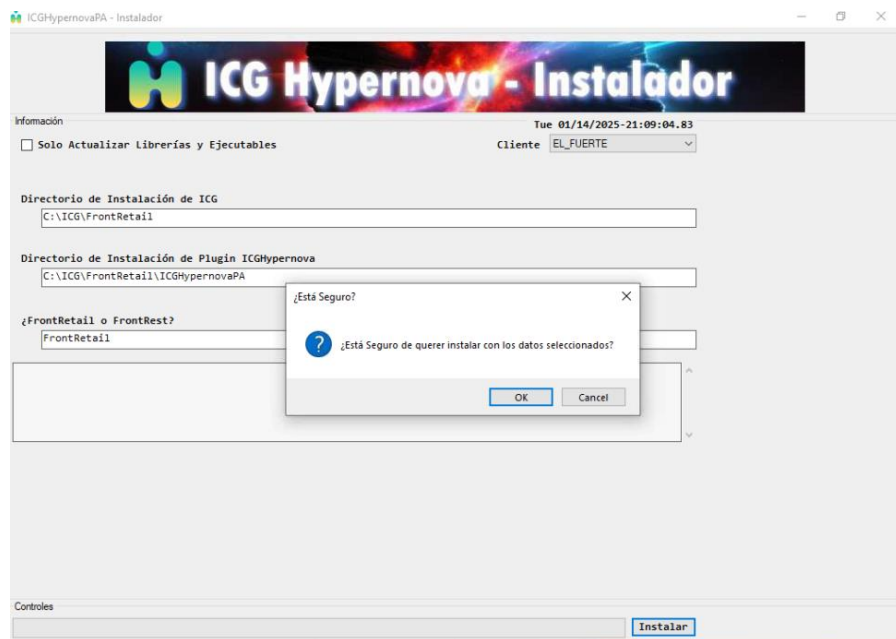 ICGHypernovaPA - Instalador
ICG Hypernova - Instalador
Información
Tue 01/14/2025-21:09:04.83
Solo Actualizar Librerías y Ejecutables
Cliente EL_FUERTE
Directorio de Instalación de ICG
C:\ICG\FrontRetail
Directorio de Instalación de Plugin ICGHypernova
C:\ICG\FrontRetail\ICGHypernovaPA
¿Está Seguro?
¿FrontRetail o FrontRest?
FrontRetail
¿Está Seguro de querer instalar con los datos seleccionados?
OK Cancel
Controles
Instalar